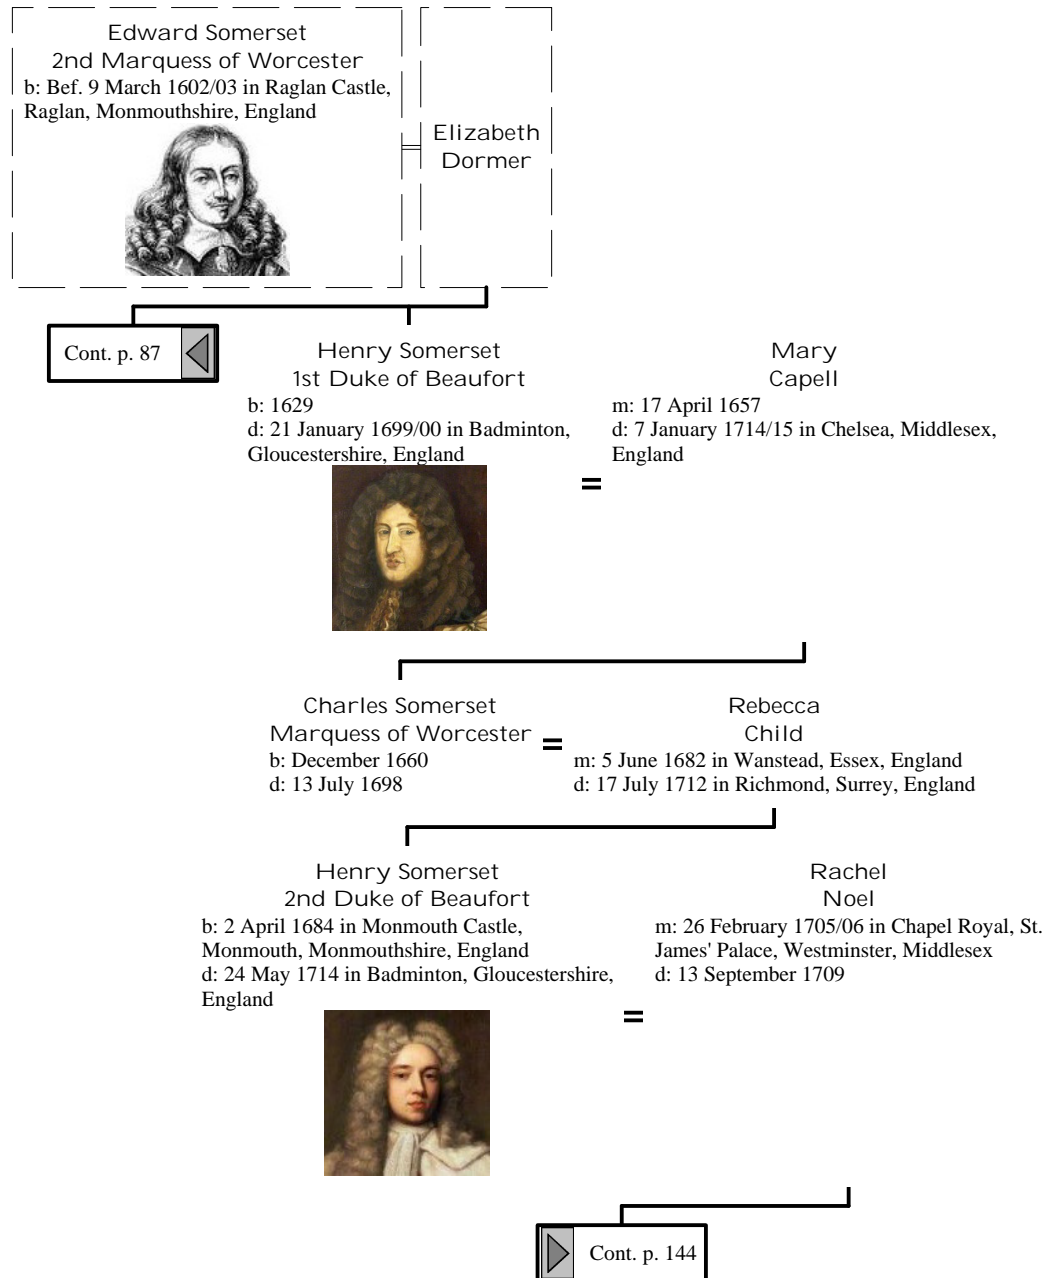 Edward Somerset
2nd Marquess of Worcester
b: Bef. 9 March 1602/03 in Raglan Castle,
Raglan, Monmouthshire, England
Elizabeth
Dormer
Cont. p. 87
Henry Somerset
1st Duke of Beaufort
b: 1629
d: 21 January 1699/00 in Badminton,
Gloucestershire, England
=
Mary
Capell
m: 17 April 1657
d: 7 January 1714/15 in Chelsea, Middlesex,
England
Charles Somerset
Marquess of Worcester
b: December 1660
d: 13 July 1698
=
Rebecca
Child
m: 5 June 1682 in Wanstead, Essex, England
d: 17 July 1712 in Richmond, Surrey, England
Henry Somerset
2nd Duke of Beaufort
b: 2 April 1684 in Monmouth Castle,
Monmouth, Monmouthshire, England
d: 24 May 1714 in Badminton, Gloucestershire,
England
=
Rachel
Noel
m: 26 February 1705/06 in Chapel Royal, St.
James' Palace, Westminster, Middlesex
d: 13 September 1709
Cont. p. 144